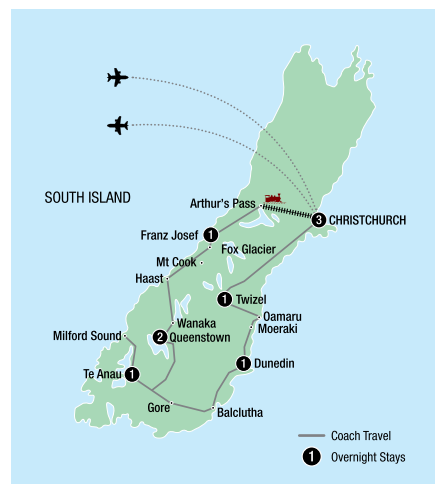 SOUTH ISLAND
Arthur's Pass
3 CHRISTCHURCH
Franz Josef 1
Fox Glacier
Mt Cook
Haast
1 Twizel
Oamaru
Moeraki
Wanaka
2 Queenstown
Milford Sound
1 Dunedin
Te Anau 1
Gore
Balclutha
Coach Travel
1 Overnight Stays